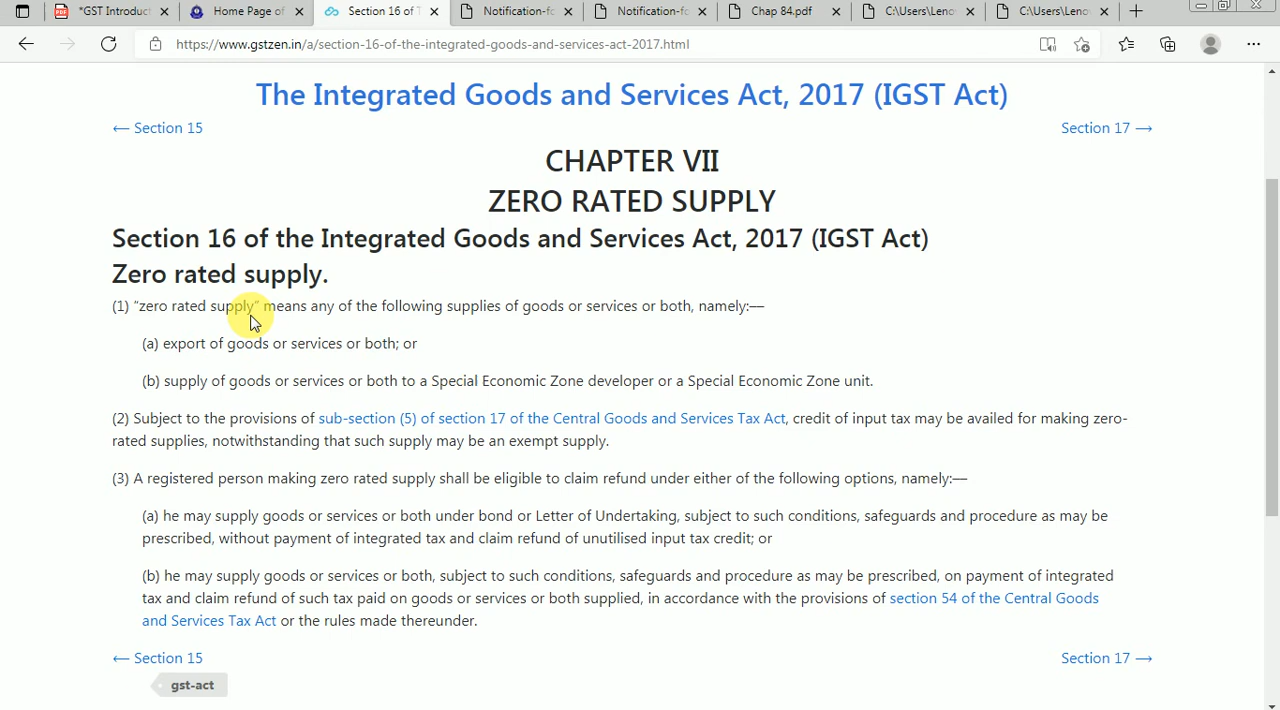 *GST Introduc
Home Page of
Section 16 of T
Notification-fo
Notification-fo
Chap 84.pdf
C:\Users\Leno
C:\Users\Leno
https://www.gstzen.in/a/section-16-of-the-integrated-goods-and-services-act-2017.html
The Integrated Goods and Services Act, 2017 (IGST Act)
← Section 15
Section 17 →
CHAPTER VII
ZERO RATED SUPPLY
Section 16 of the Integrated Goods and Services Act, 2017 (IGST Act)
Zero rated supply.
(1) “zero rated supply” means any of the following supplies of goods or services or both, namely:––
(a) export of goods or services or both; or
(b) supply of goods or services or both to a Special Economic Zone developer or a Special Economic Zone unit.
(2) Subject to the provisions of sub-section (5) of section 17 of the Central Goods and Services Tax Act, credit of input tax may be availed for making zero-
rated supplies, notwithstanding that such supply may be an exempt supply.
(3) A registered person making zero rated supply shall be eligible to claim refund under either of the following options, namely:––
(a) he may supply goods or services or both under bond or Letter of Undertaking, subject to such conditions, safeguards and procedure as may be
prescribed, without payment of integrated tax and claim refund of unutilised input tax credit; or
(b) he may supply goods or services or both, subject to such conditions, safeguards and procedure as may be prescribed, on payment of integrated
tax and claim refund of such tax paid on goods or services or both supplied, in accordance with the provisions of section 54 of the Central Goods
and Services Tax Act or the rules made thereunder.
← Section 15
Section 17 →
gst-act